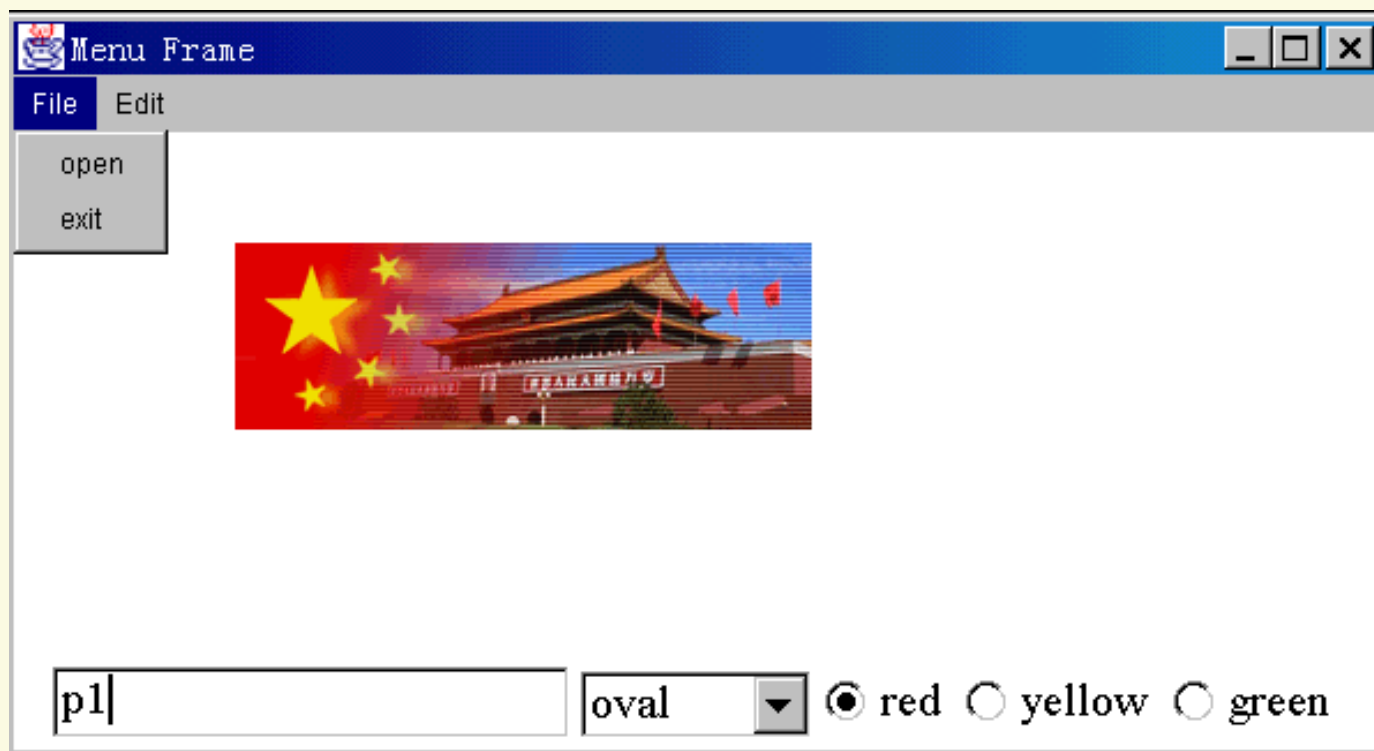 Menu Frame
File Edit
open
exit
p1
oval
red yellow green